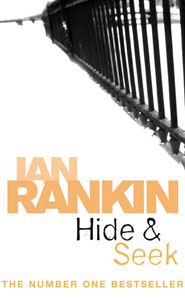 IAN
RANKIN
Hide &
Seek
THE NUMBER ONE BESTSELLER